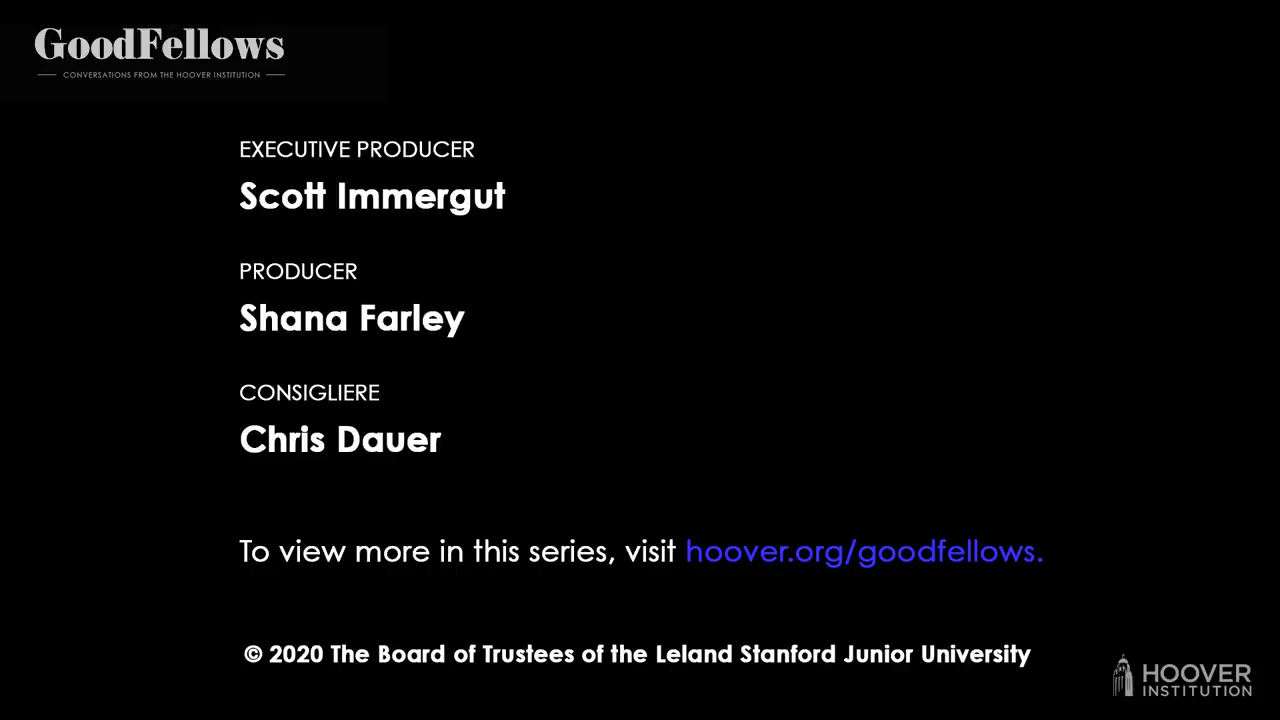 GoodFellows
CONVERSATIONS FROM THE HOOVER INSTITUTION
EXECUTIVE PRODUCER
Scott Immergut
PRODUCER
Shana Farley
CONSIGLIERE
Chris Dauer
To view more in this series, visit hoover.org/goodfellows.
© 2020 The Board of Trustees of the Leland Stanford Junior University
HOOVER
INSTITUTION